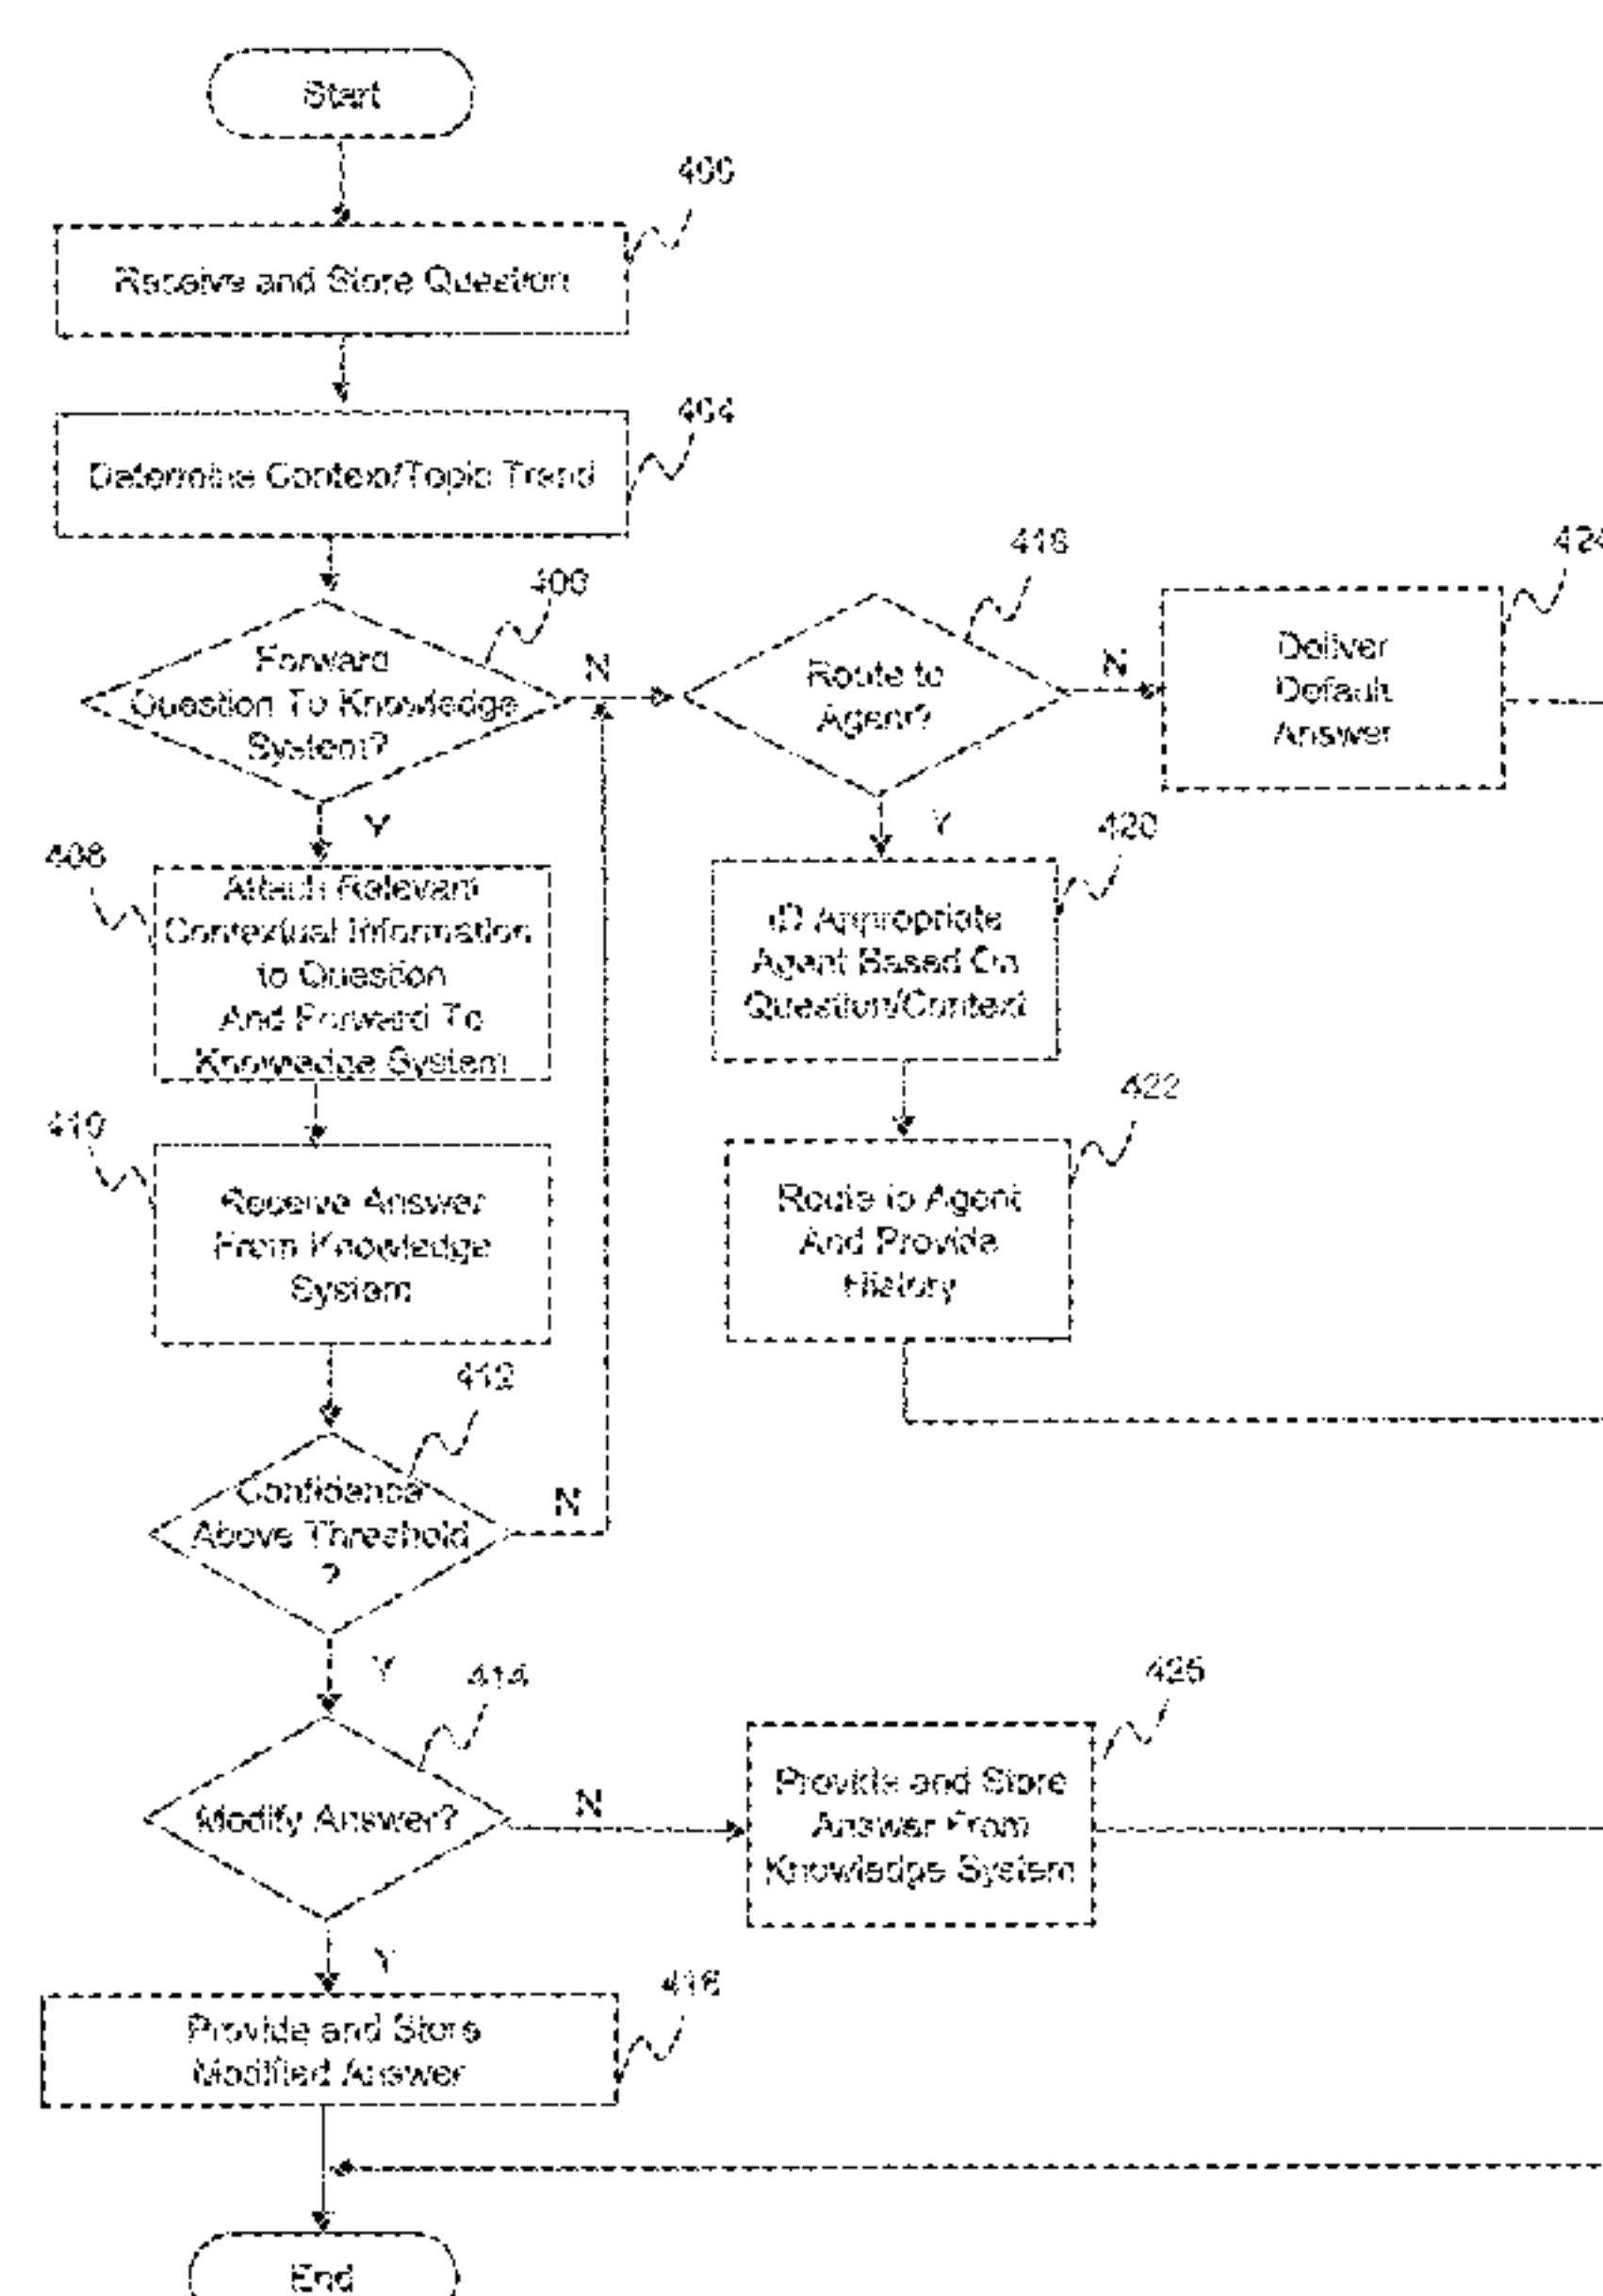 Start
400
Receive and Store Question
404
Determine Context/Topic Trend
Forward
Question To Knowledge
System?
N
Y
418
Route to
Agent?
N
Y
424
Deliver
Default
Answer
408
Attach Relevant
Contextual Information
to Question
And Forward To
Knowledge System
420
ID Appropriate
Agent Based On
Question/Context
410
Receive Answer
From Knowledge
System
422
Route to Agent
And Provide
History
412
Confidence
Above Threshold
?
N
Y
414
Modify Answer?
N
Y
Provide and Store
Answer From
Knowledge System
416
Provide and Store
Modified Answer
End